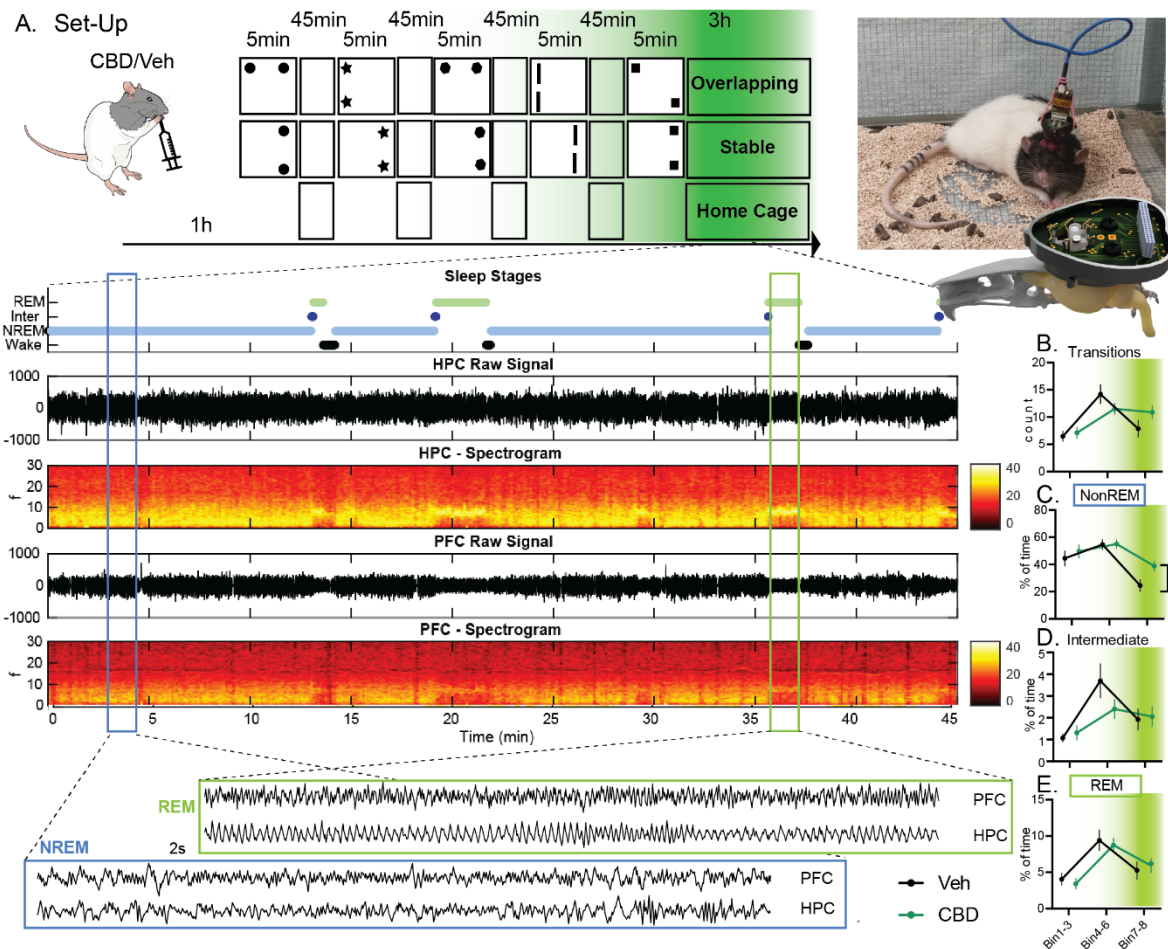 A. Set-Up
CBD/Veh
45min 45min 45min 45min 3h
5min 5min 5min 5min 5min
Overlapping
Stable
Home Cage
1h
Sleep Stages
REM
Inter
NREM
Wake
HPC Raw Signal
1000
0
-1000
HPC - Spectrogram
30
20
10
0
f
40
20
0
PFC Raw Signal
1000
0
-1000
PFC - Spectrogram
30
20
10
0
f
40
20
0
0 5 10 15 20 25 30 35 40 45
Time (min)
REM
PFC
HPC
2s
NREM
PFC
HPC
B. Transitions
20
15
10
5
0
count
C. NonREM
80
60
40
20
0
% of time
D. Intermediate
5
4
3
2
1
0
% of time
E. REM
15
10
5
0
% of time
Bin1-3 Bin4-6 Bin7-8
Veh
CBD